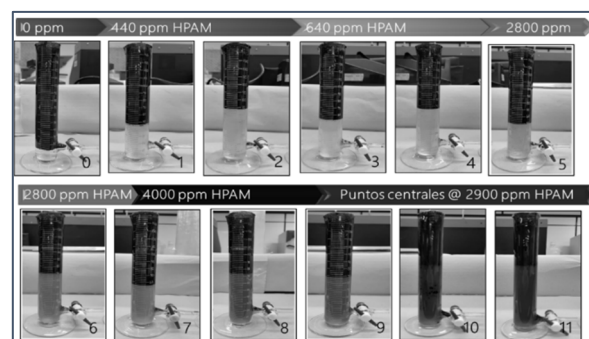 0 ppm 440 ppm HPAM 640 ppm HPAM 2800 ppm
0 1 2 3 4 5
2800 ppm HPAM 4000 ppm HPAM Puntos centrales @ 2900 ppm HPAM
6 7 8 9 10 11